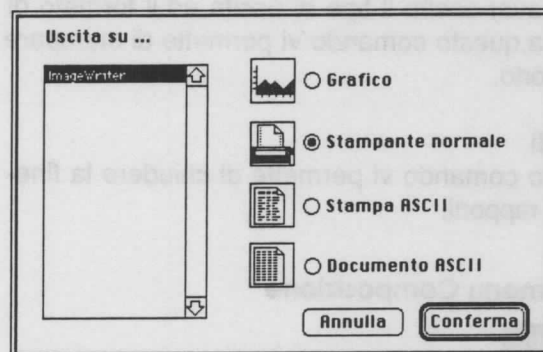 Uscita su...
ImageWriter
Grafico
Stampante normale
Stampa ASCII
Documento ASCII
Annulla
Conferma